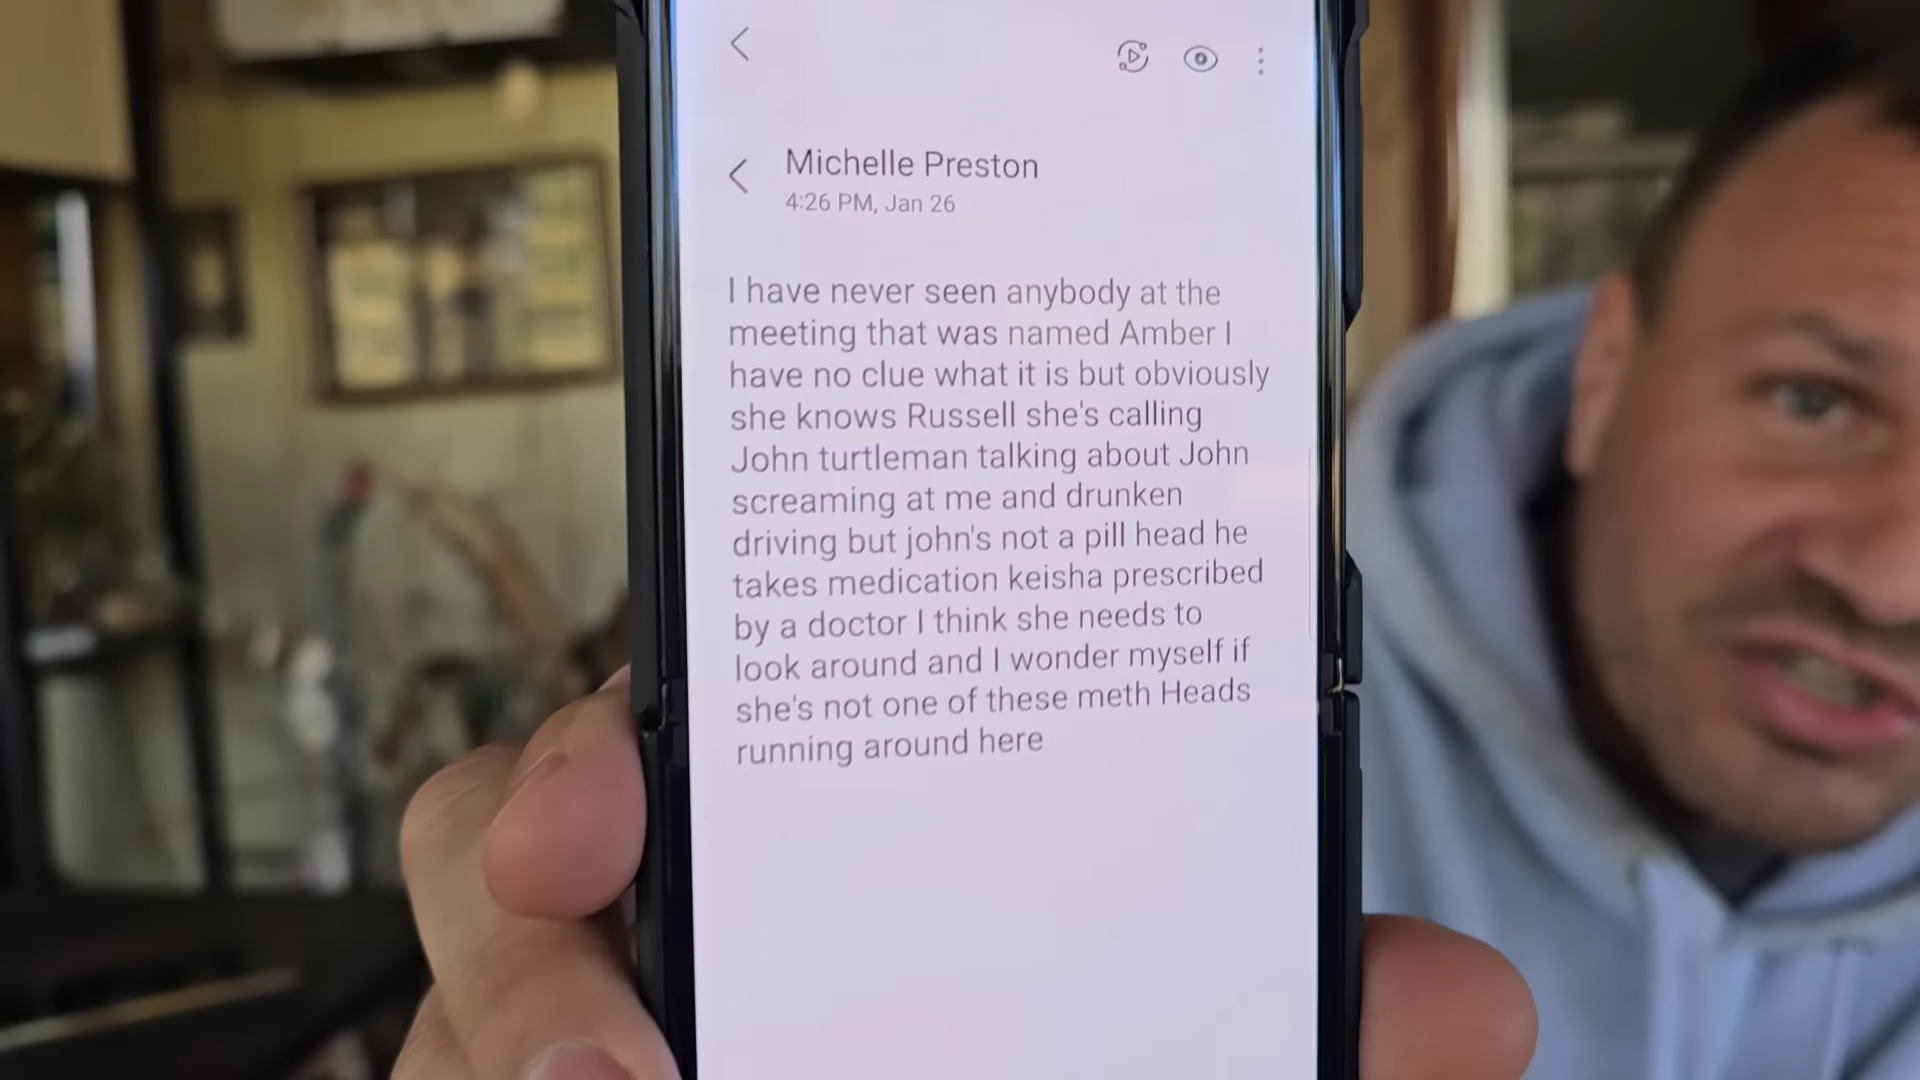 Michelle Preston
4:26 PM, Jan 26
I have never seen anybody at the
meeting that was named Amber I
have no clue what it is but obviously
she knows Russell she's calling
John turtleman talking about John
screaming at me and drunken
driving but john's not a pill head he
takes medication keisha prescribed
by a doctor I think she needs to
look around and I wonder myself if
she's not one of these meth Heads
running around here